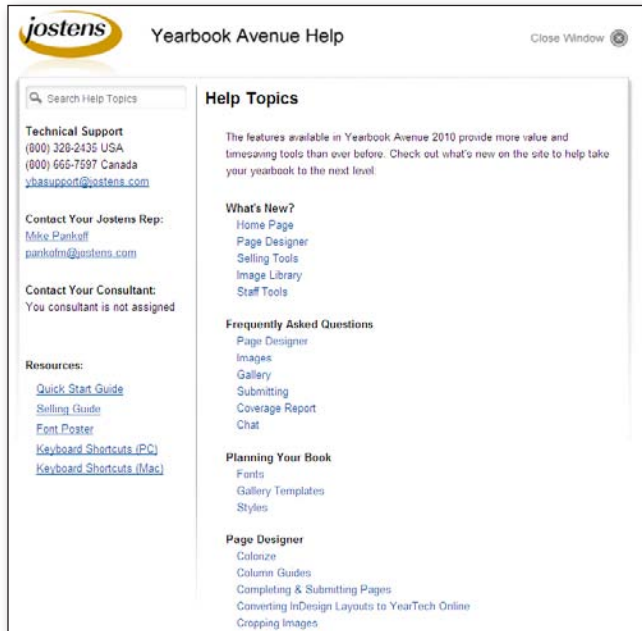 jostens
Yearbook Avenue Help
Close Window
Search Help Topics
Technical Support
(800) 328-2435 USA
(800) 665-7597 Canada
ybasupport@jostens.com
Contact Your Jostens Rep:
Mike Pankoff
pankofm@jostens.com
Contact Your Consultant:
You consultant is not assigned
Resources:
Quick Start Guide
Selling Guide
Font Poster
Keyboard Shortcuts (PC)
Keyboard Shortcuts (Mac)
Help Topics
The features available in Yearbook Avenue 2010 provide more value and
timesaving tools than ever before. Check out what's new on the site to help take
your yearbook to the next level.
What's New?
Home Page
Page Designer
Selling Tools
Image Library
Staff Tools
Frequently Asked Questions
Page Designer
Images
Gallery
Submitting
Coverage Report
Chat
Planning Your Book
Fonts
Gallery Templates
Styles
Page Designer
Colorize
Column Guides
Completing & Submitting Pages
Converting InDesign Layouts to YearTech Online
Cropping Images